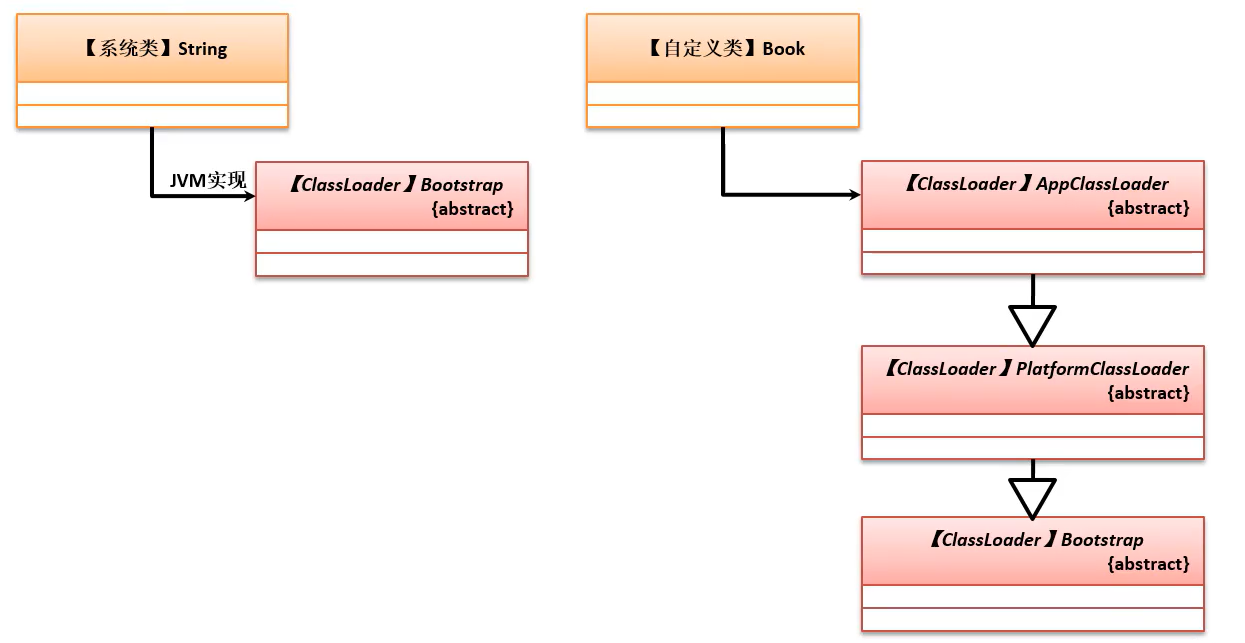 【系统类】String
【自定义类】Book
JVM实现
【ClassLoader】Bootstrap
{abstract}
【ClassLoader】AppClassLoader
{abstract}
【ClassLoader】PlatformClassLoader
{abstract}
【ClassLoader】Bootstrap
{abstract}